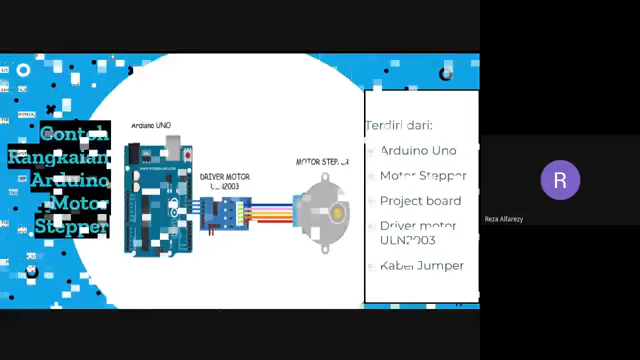 Contoh
Rangkaian
Arduino
Motor
Stepper
Arduino UNO
DRIVER MOTOR
MOTOR
Terdiri dari:
Arduino Uno
Motor Stepper
Project board
Driver motor
ULN2003
Kabel Jumper
R
Reza Alfarezy